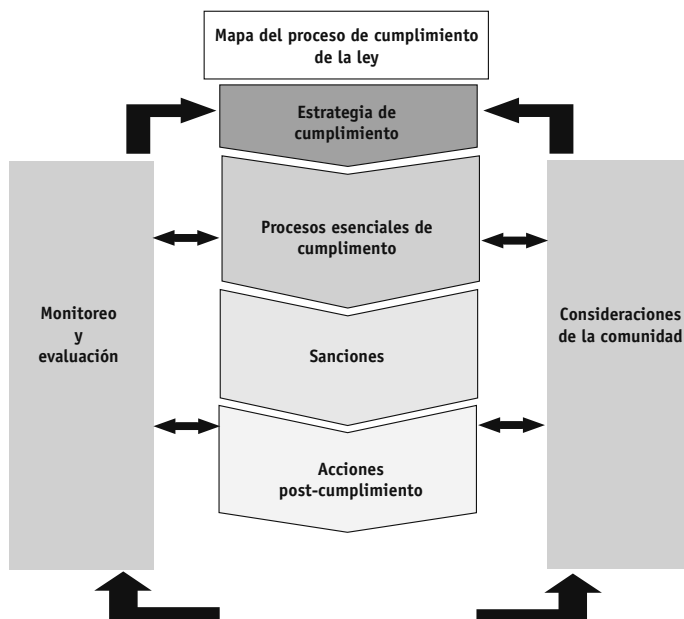 Mapa del proceso de cumplimiento
de la ley
Estrategia de
cumplimiento
Procesos esenciales de
cumplimento
Monitoreo
y
evaluación
Consideraciones
de la comunidad
Sanciones
Acciones
post-cumplimiento